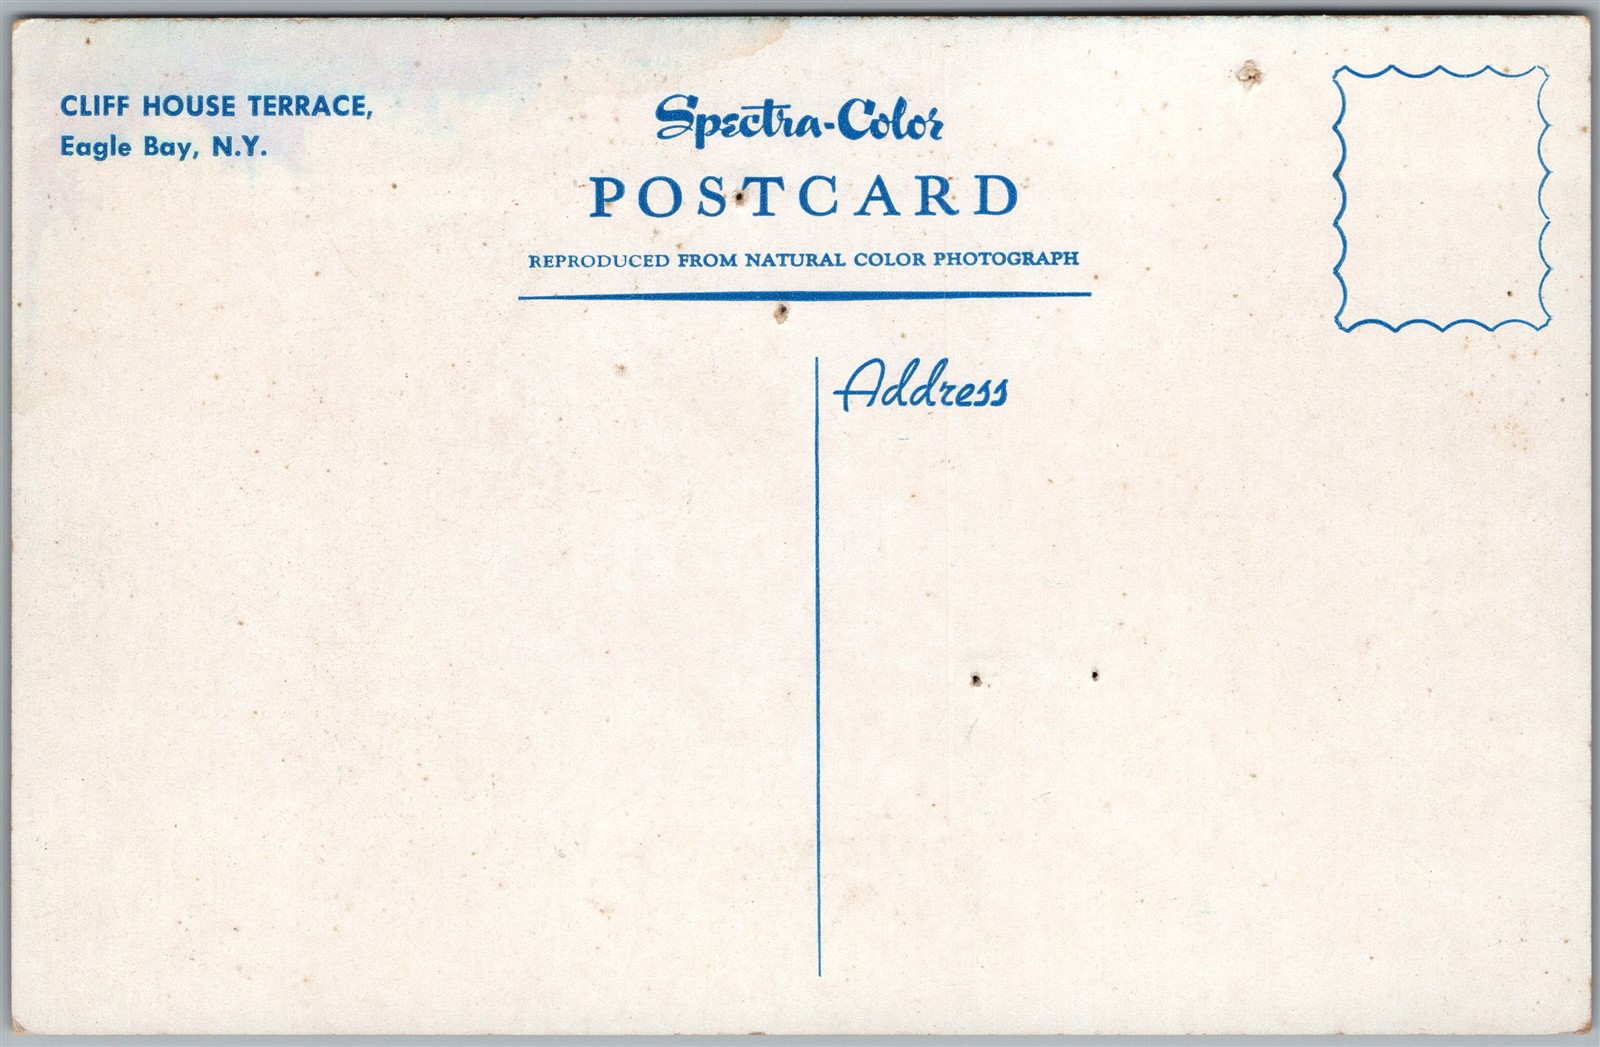 CLIFF HOUSE TERRACE,
Eagle Bay, N.Y.
Spectra-Color
POSTCARD
REPRODUCED FROM NATURAL COLOR PHOTOGRAPH
Address